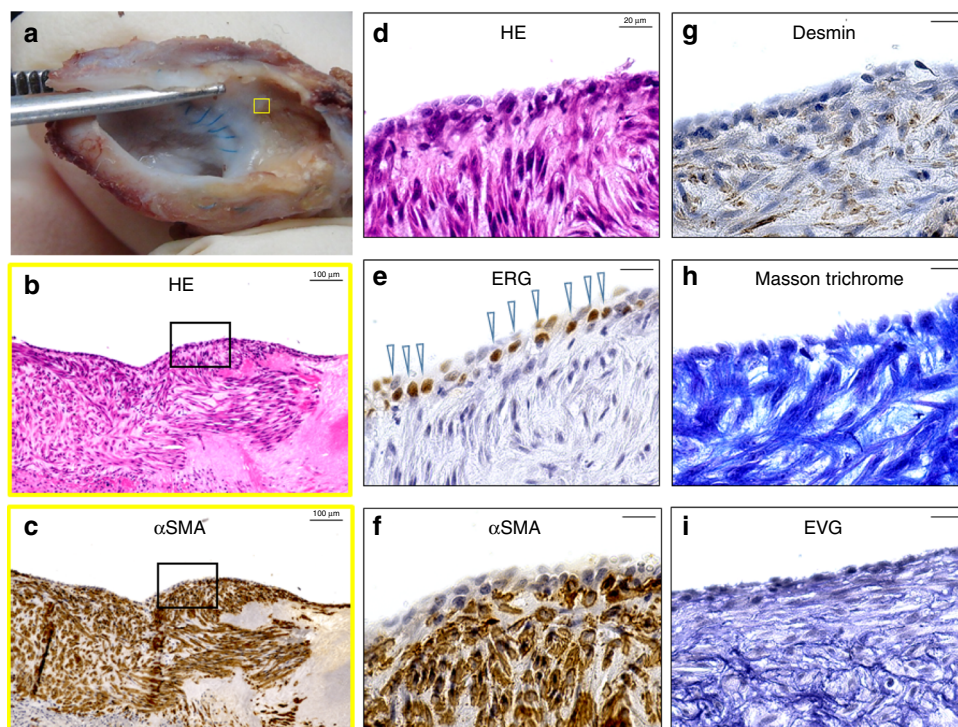 a
b
HE
100 μm
c
αSMA
100 μm
d
HE
20 μm
e
ERG
f
αSMA
g
Desmin
h
Masson trichrome
i
EVG